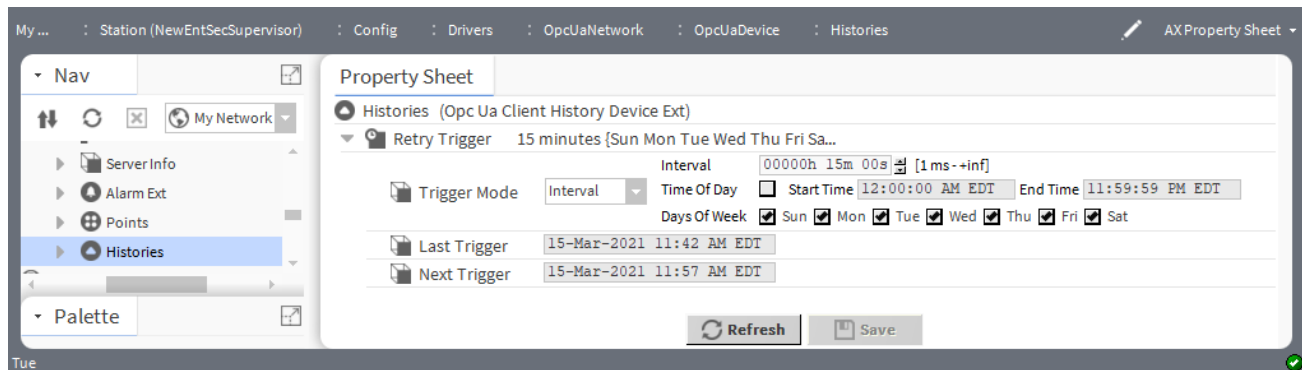 My ... : Station (NewEntSecSupervisor) : Config : Drivers : OpcUaNetwork : OpcUaDevice : Histories AX Property Sheet
Nav
My Network
Server Info
Alarm Ext
Points
Histories
Palette
Property Sheet
Histories (Opc Ua Client History Device Ext)
Retry Trigger 15 minutes {Sun Mon Tue Wed Thu Fri Sa...
Trigger Mode Interval
Interval 00000h 15m 00s [1 ms - +inf]
Time Of Day Start Time 12:00:00 AM EDT End Time 11:59:59 PM EDT
Days Of Week Sun Mon Tue Wed Thu Fri Sat
Last Trigger 15-Mar-2021 11:42 AM EDT
Next Trigger 15-Mar-2021 11:57 AM EDT
Refresh Save
Tue